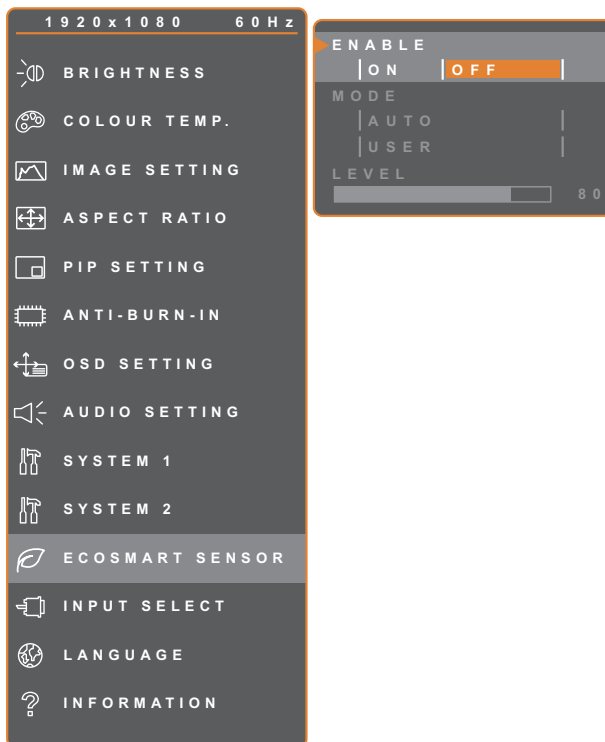 1920x1080 60Hz
BRIGHTNESS
COLOUR TEMP.
IMAGE SETTING
ASPECT RATIO
PIP SETTING
ANTI-BURN-IN
OSD SETTING
AUDIO SETTING
SYSTEM 1
SYSTEM 2
ECOSMART SENSOR
INPUT SELECT
LANGUAGE
INFORMATION
ENABLE
ON OFF
MODE
AUTO
USER
LEVEL
80